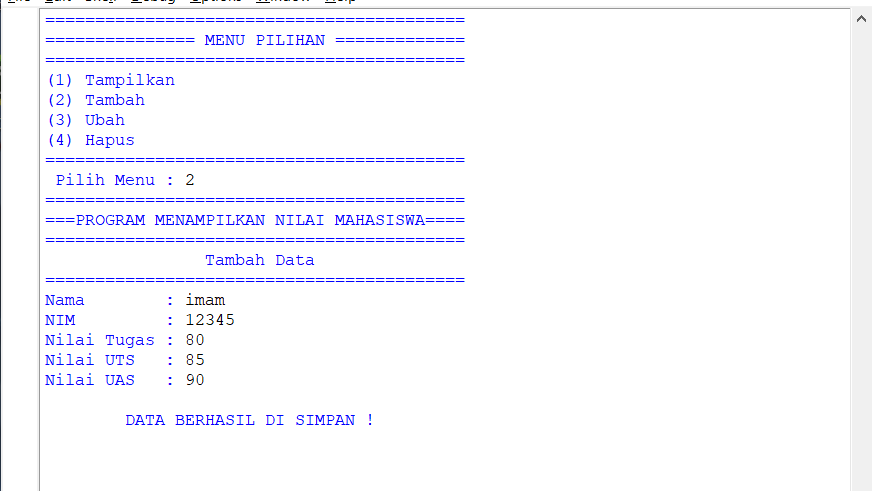 ==========================================
=============== MENU PILIHAN =============
==========================================
(1) Tampilkan
(2) Tambah
(3) Ubah
(4) Hapus
==========================================
 Pilih Menu : 2
==========================================
===PROGRAM MENAMPILKAN NILAI MAHASISWA====
==========================================
                Tambah Data
==========================================
Nama        : imam
NIM         : 12345
Nilai Tugas : 80
Nilai UTS   : 85
Nilai UAS   : 90

        DATA BERHASIL DI SIMPAN !